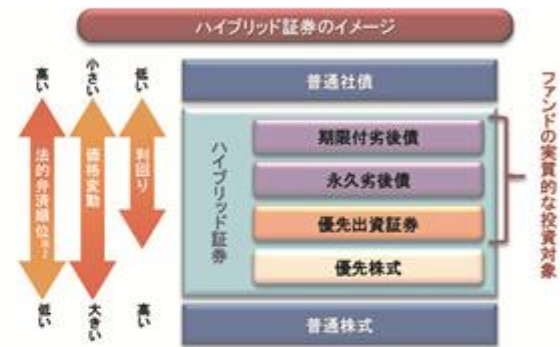 ハイブリッド証券のイメージ
高い
小さい
低い
法的弁済順位※2
価格変動
利回り
低い
大きい
高い
普通社債
ハイブリッド証券
期限付劣後債
永久劣後債
優先出資証券
優先株式
普通株式
ファンドの実質的な投資対象